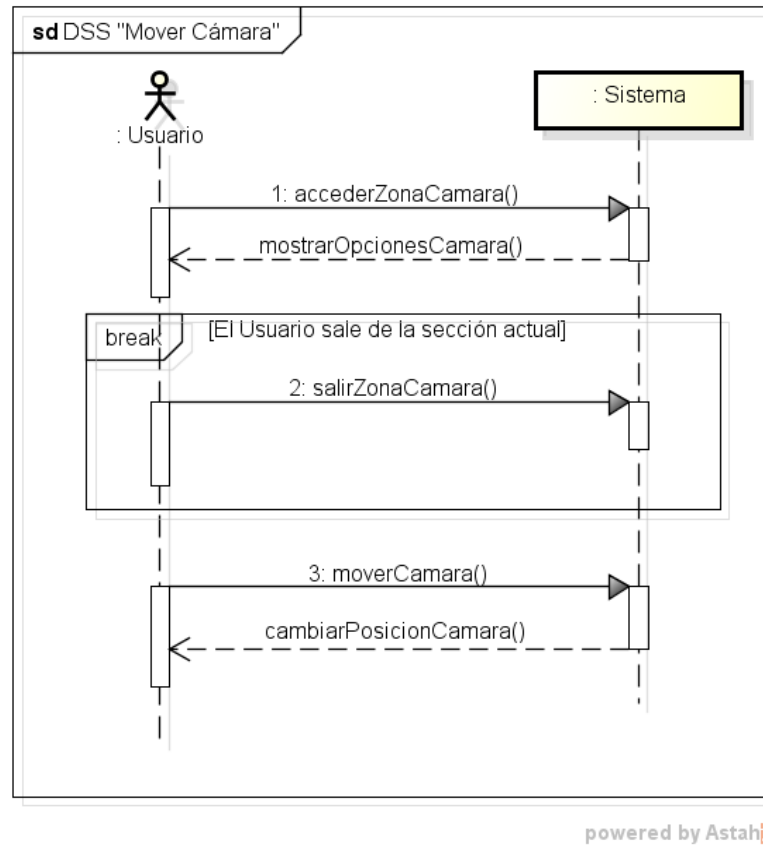 sd DSS "Mover Cámara"
: Usuario
: Sistema
1: accederZonaCamara()
mostrarOpcionesCamara()
break
[El Usuario sale de la sección actual]
2: salirZonaCamara()
3: moverCamara()
cambiarPosicionCamara()
powered by Astah